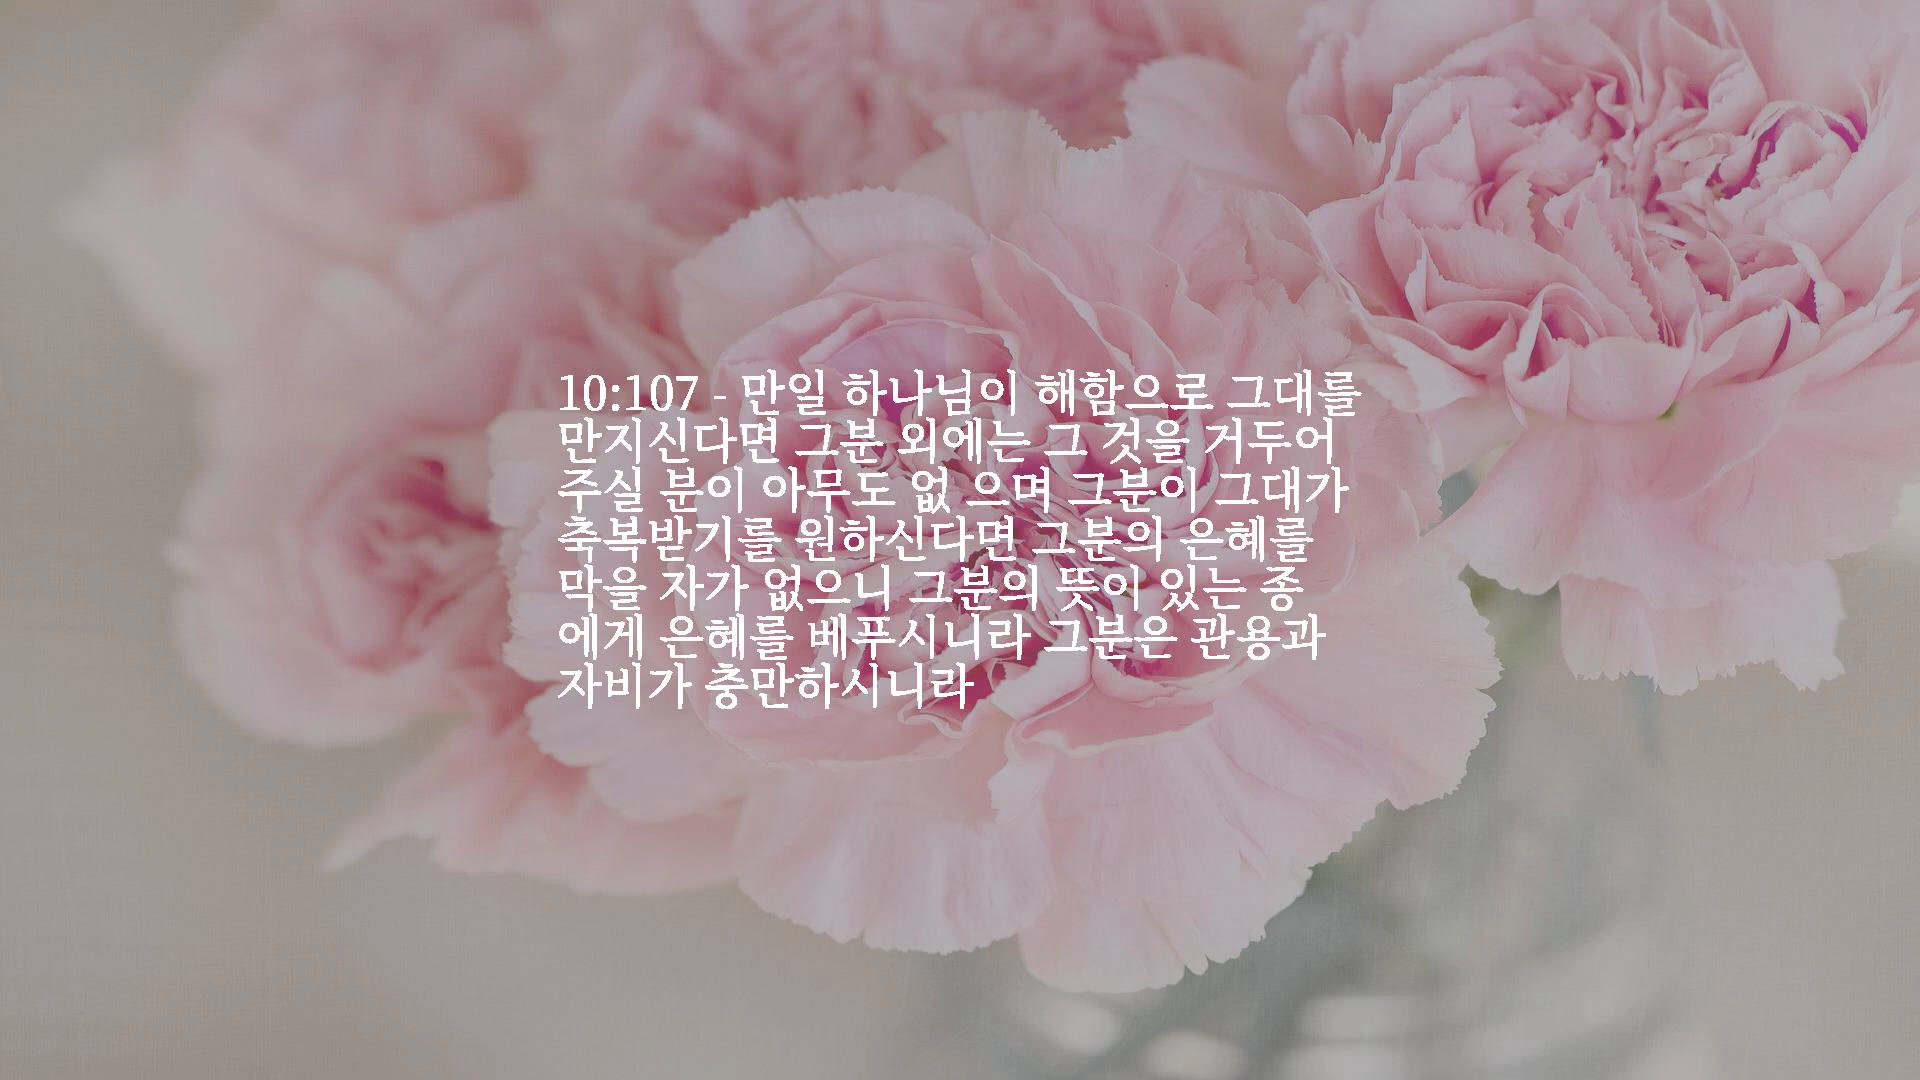 10:107 - 만일 하나님이 해함으로 그대를
만지신다면 그분 외에는 그 것을 거두어
주실 분이 아무도 없 으며 그분이 그대가
축복받기를 원하신다면 그분의 은혜를
막을 자가 없으니 그분의 뜻이 있는 종
에게 은혜를 베푸시니라 그분은 관용과
자비가 충만하시니라